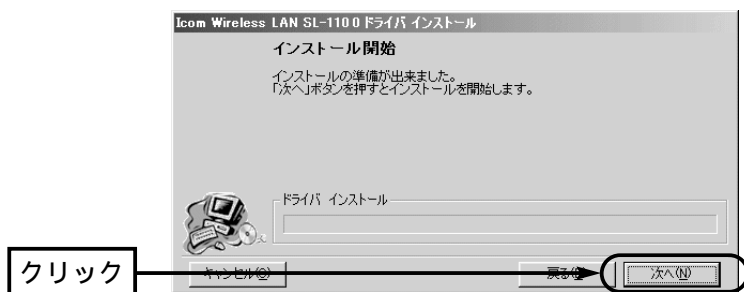 Icom Wireless LAN SL-1100 ドライバ インストール
インストール開始
インストールの準備が出来ました。
「次へ」ボタンを押すとインストールを開始します。
ドライバ インストール
クリック
キャンセル(C)
戻る(B)
次へ(N)